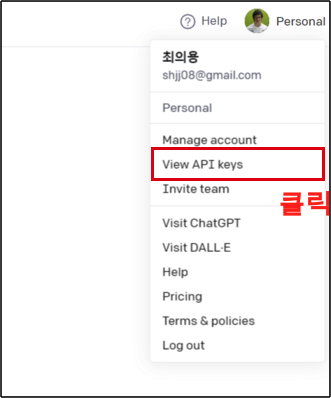 Help
Personal
최의용
shjj08@gmail.com
Personal
Manage account
View API keys
Invite team
클릭
Visit ChatGPT
Visit DALL·E
Help
Pricing
Terms & policies
Log out